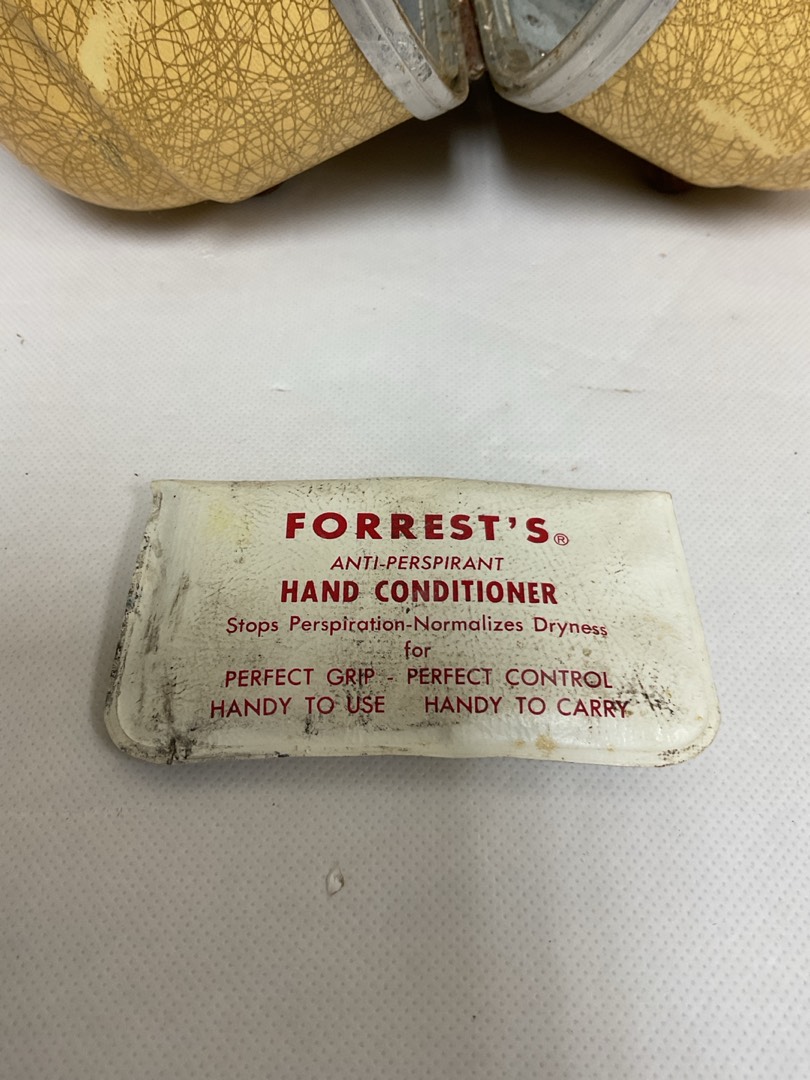 FORREST'S®
ANTI-PERSPIRANT
HAND CONDITIONER
Stops Perspiration-Normalizes Dryness
for
PERFECT GRIP - PERFECT CONTROL
HANDY TO USE HANDY TO CARRY